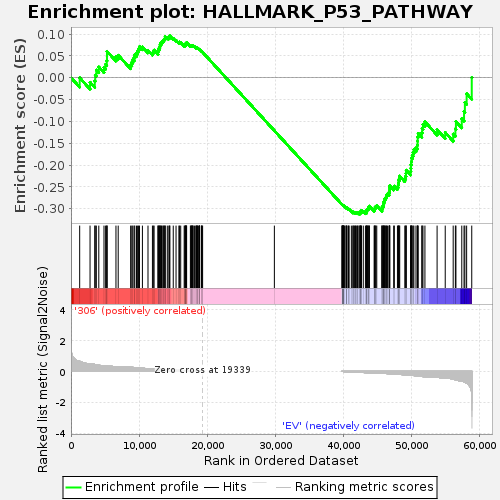 Enrichment plot: HALLMARK_P53_PATHWAY
Enrichment score (ES)
0.10
0.05
0.00
-0.05
-0.10
-0.15
-0.20
-0.25
-0.30
'306' (positively correlated)
Ranked list metric (Signal2Noise)
4
2
0
-2
-4
Zero cross at 19339
'EV' (negatively correlated)
0
10,000
20,000
30,000
40,000
50,000
60,000
Rank in Ordered Dataset
Enrichment profile
Hits
Ranking metric scores